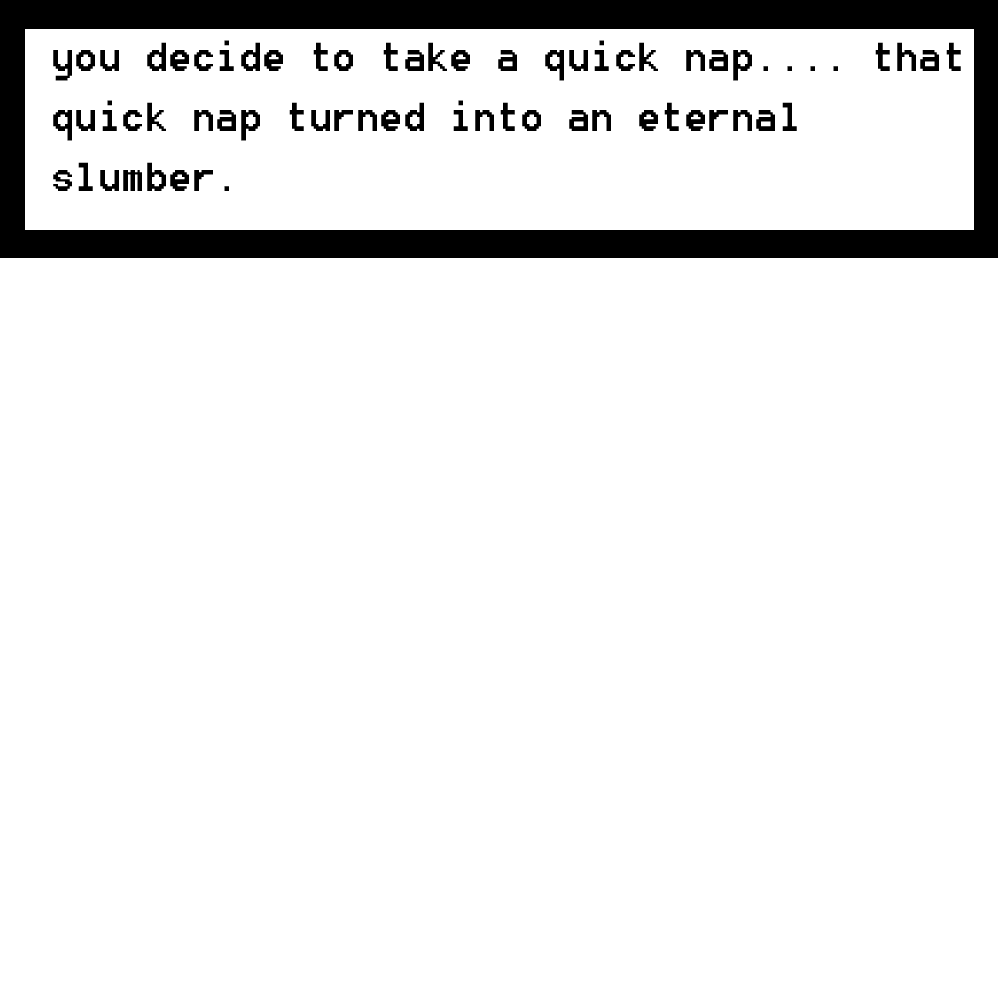 you decide to take a quick nap.... that
quick nap turned into an eternal
slumber.